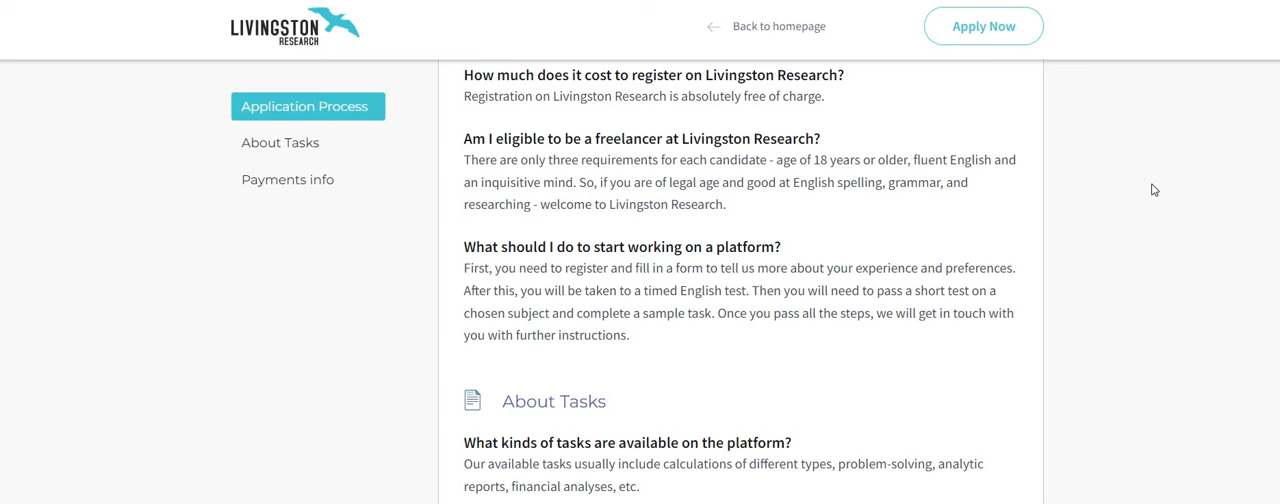 LIVINGSTON
RESEARCH
Back to homepage
Apply Now
Application Process
About Tasks
Payments info
How much does it cost to register on Livingston Research?
Registration on Livingston Research is absolutely free of charge.
Am I eligible to be a freelancer at Livingston Research?
There are only three requirements for each candidate - age of 18 years or older, fluent English and
an inquisitive mind. So, if you are of legal age and good at English spelling, grammar, and
researching - welcome to Livingston Research.
What should I do to start working on a platform?
First, you need to register and fill in a form to tell us more about your experience and preferences.
After this, you will be taken to a timed English test. Then you will need to pass a short test on a
chosen subject and complete a sample task. Once you pass all the steps, we will get in touch with
you with further instructions.
About Tasks
What kinds of tasks are available on the platform?
Our available tasks usually include calculations of different types, problem-solving, analytic
reports, financial analyses, etc.